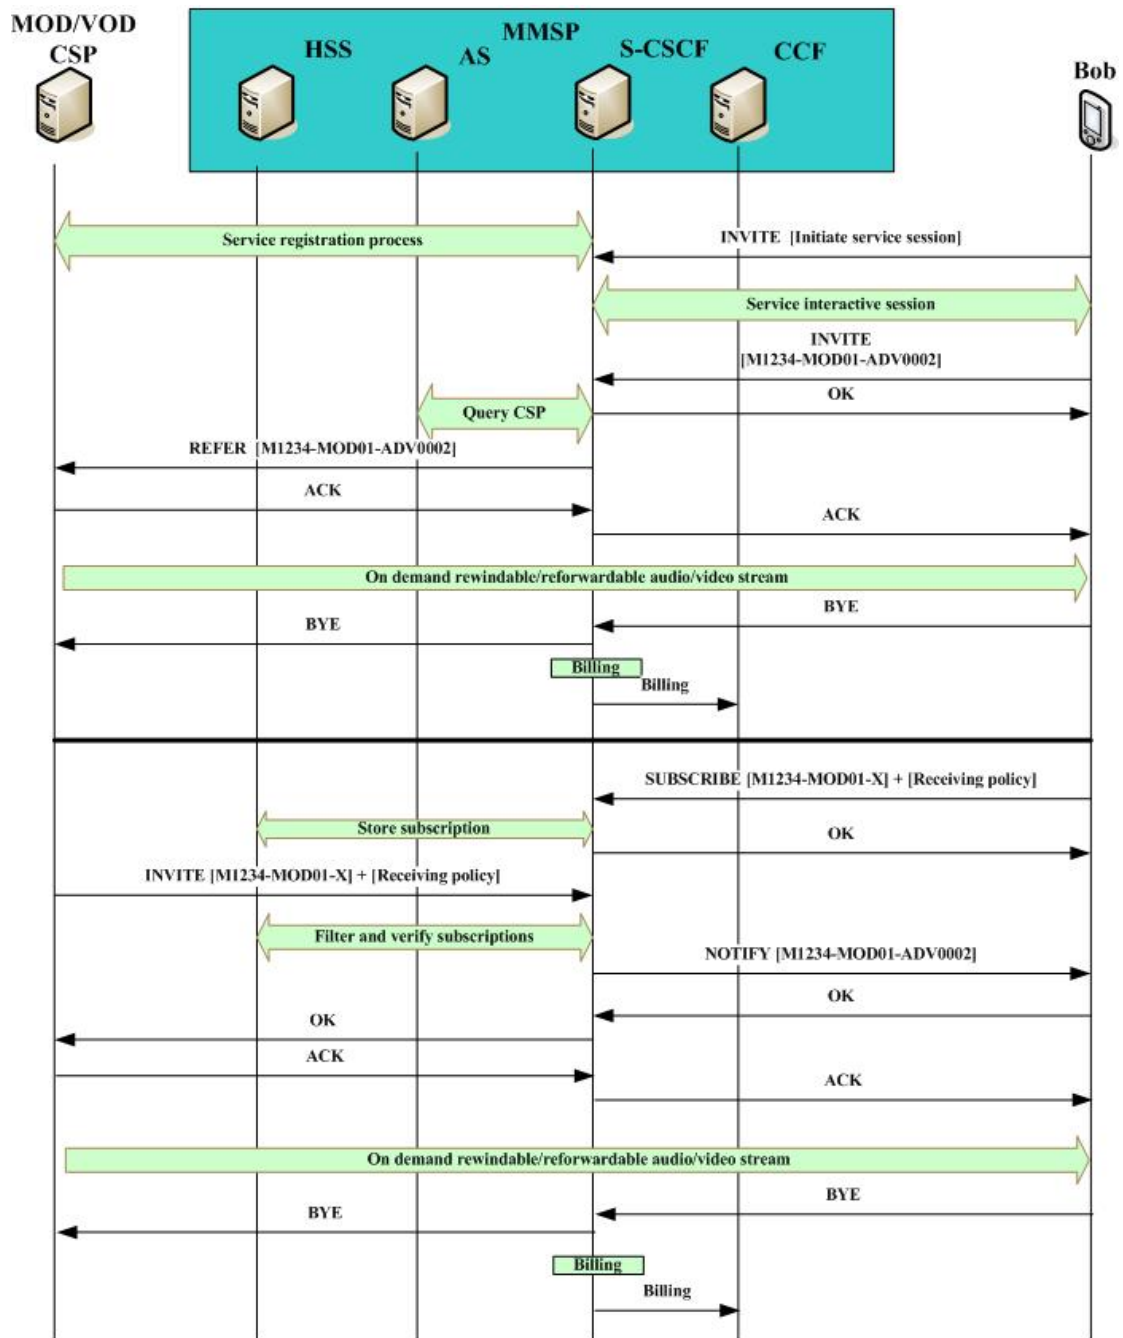 MOD/VOD
CSP
MMSP
HSS
AS
S-CSCF
CCF
Bob
Service registration process
INVITE [Initiate service session]
Service interactive session
INVITE
[M1234-MOD01-ADV0002]
OK
Query CSP
REFER [M1234-MOD01-ADV0002]
ACK
ACK
On demand rewindable/reforwardable audio/video stream
BYE
BYE
Billing
Billing
SUBSCRIBE [M1234-MOD01-X] + [Receiving policy]
Store subscription
OK
INVITE [M1234-MOD01-X] + [Receiving policy]
Filter and verify subscriptions
NOTIFY [M1234-MOD01-ADV0002]
OK
OK
ACK
ACK
On demand rewindable/reforwardable audio/video stream
BYE
BYE
Billing
Billing